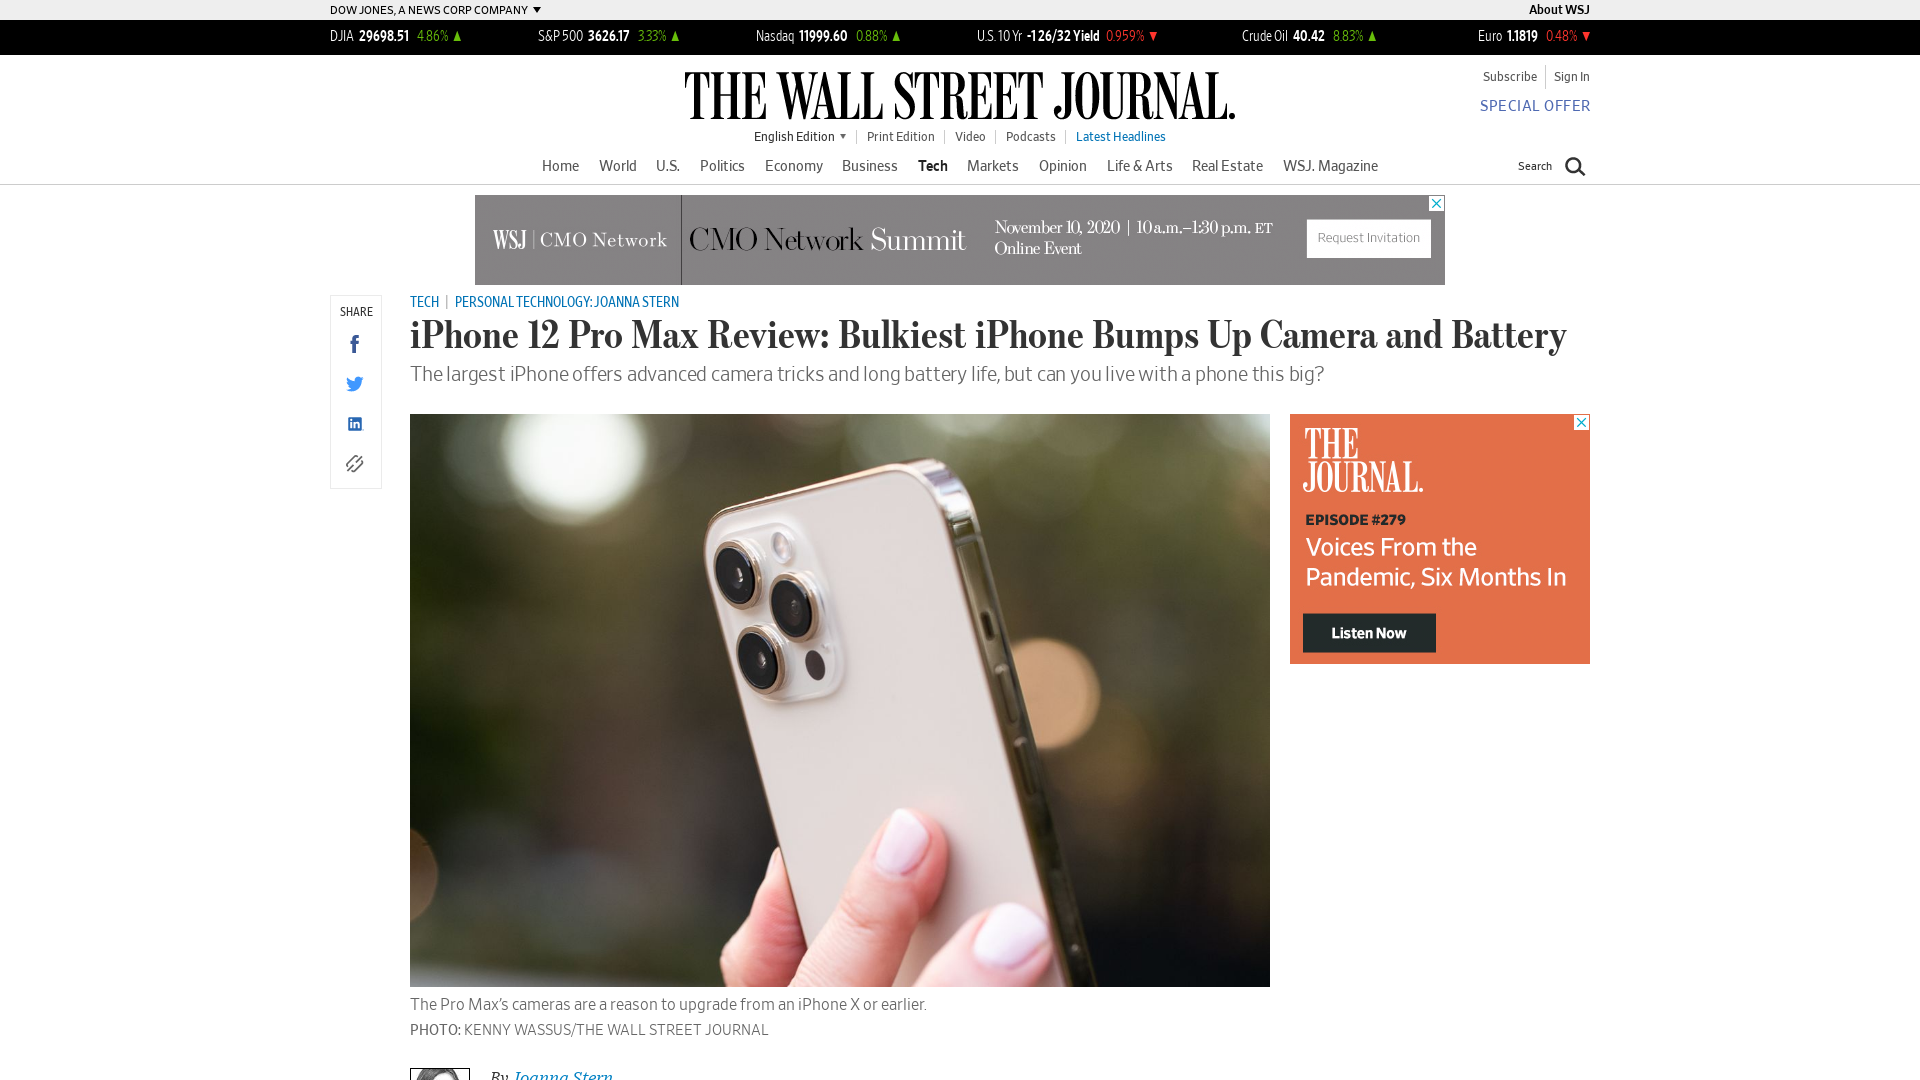 DOW JONES, A NEWS CORP COMPANY
About WSJ
DJIA 29698.51 4.86%
S&P 500 3626.17 3.33%
Nasdaq 11999.60 0.88%
U.S. 10 Yr -1 26/32 Yield 0.959%
Crude Oil 40.42 8.83%
Euro 1.1819 0.48%
THE WALL STREET JOURNAL.
Subscribe
Sign In
SPECIAL OFFER
English Edition
Print Edition
Video
Podcasts
Latest Headlines
Home
World
U.S.
Politics
Economy
Business
Tech
Markets
Opinion
Life & Arts
Real Estate
WSJ. Magazine
Search
WSJ | CMO Network
CMO Network Summit
November 10, 2020 | 10 a.m.–1:30 p.m. ET
Online Event
Request Invitation
SHARE
TECH | PERSONAL TECHNOLOGY: JOANNA STERN
iPhone 12 Pro Max Review: Bulkiest iPhone Bumps Up Camera and Battery
The largest iPhone offers advanced camera tricks and long battery life, but can you live with a phone this big?
THE
JOURNAL.
EPISODE #279
Voices From the
Pandemic, Six Months In
Listen Now
The Pro Max’s cameras are a reason to upgrade from an iPhone X or earlier.
PHOTO: KENNY WASSUS/THE WALL STREET JOURNAL
By Joanna Stern